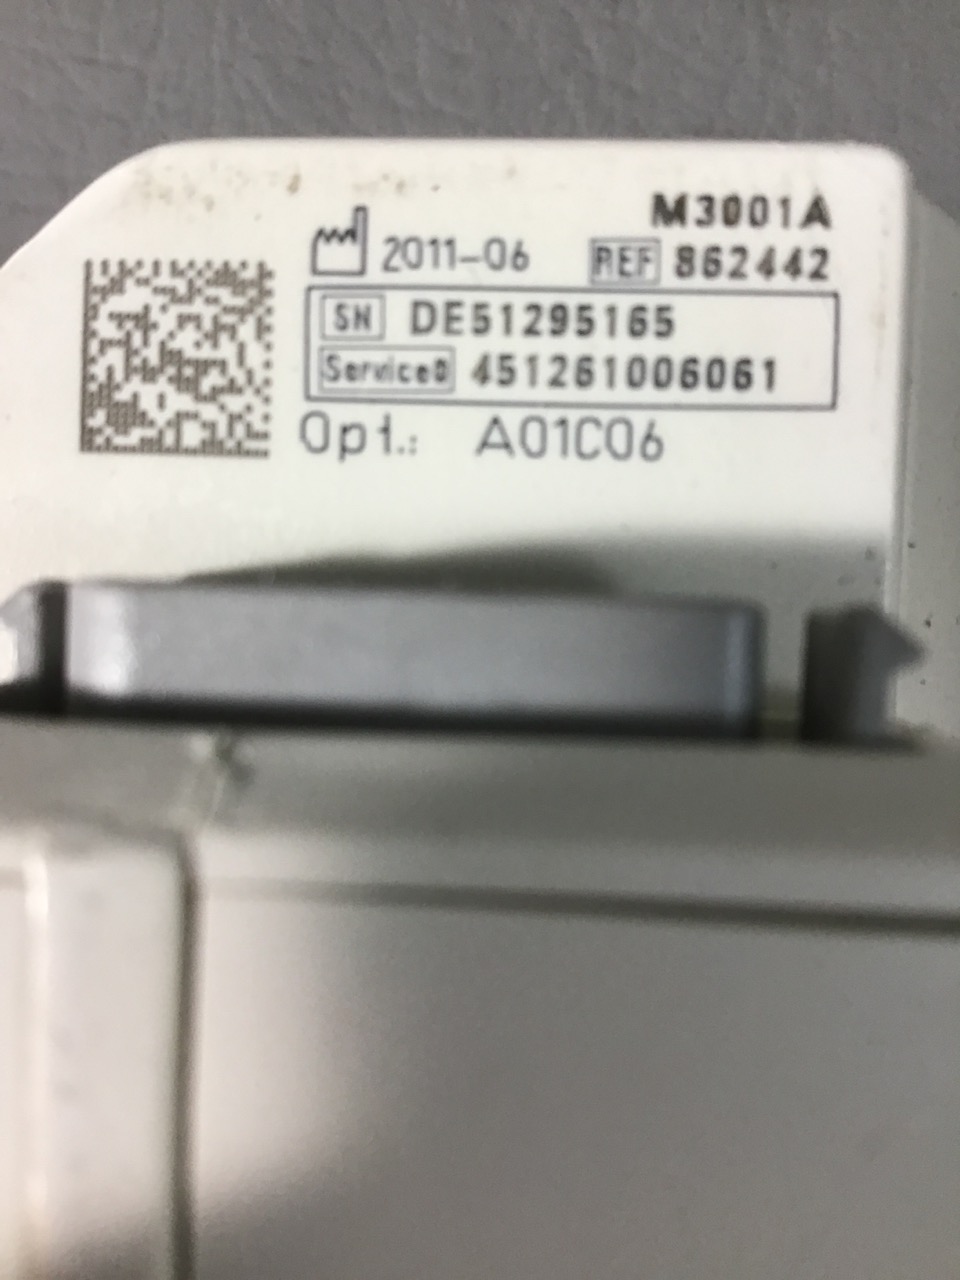 M3001A
2011-06 REF 862442
SN DE51295165
Service# 451261006061
Opt.: A01C06